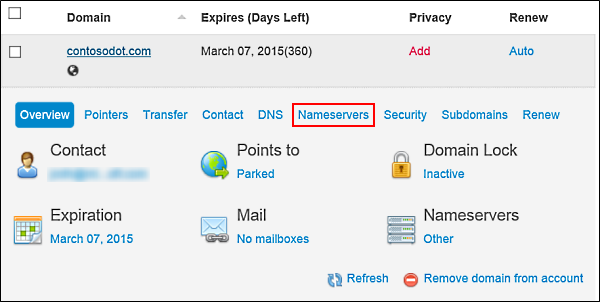 Domain Expires (Days Left) Privacy Renew
contosodot.com March 07, 2015(360) Add Auto
Overview Pointers Transfer Contact DNS Nameservers Security Subdomains Renew
Contact Points to Domain Lock
Parked Inactive
Expiration Mail Nameservers
March 07, 2015 No mailboxes Other
Refresh Remove domain from account